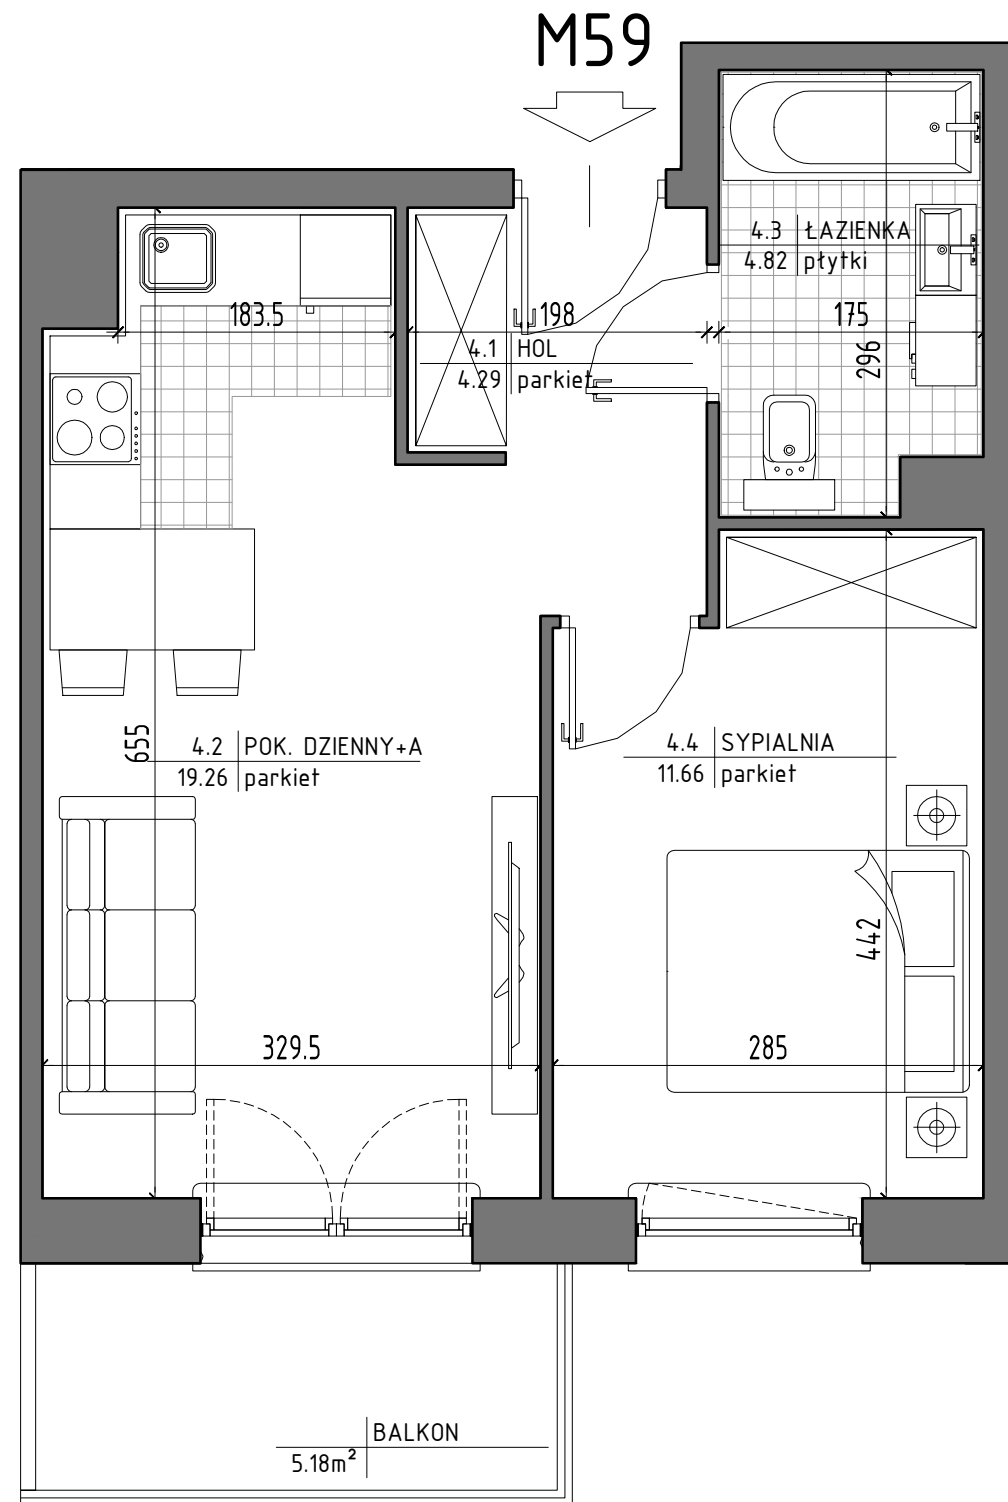 M59
4.3 ŁAZIENKA
4.82 płytki
183.5
198
175
296
4.1 HOL
4.29 parkiet
655
4.2 POK. DZIENNY+A
19.26 parkiet
4.4 SYPIALNIA
11.66 parkiet
442
329.5
285
BALKON
5.18m²